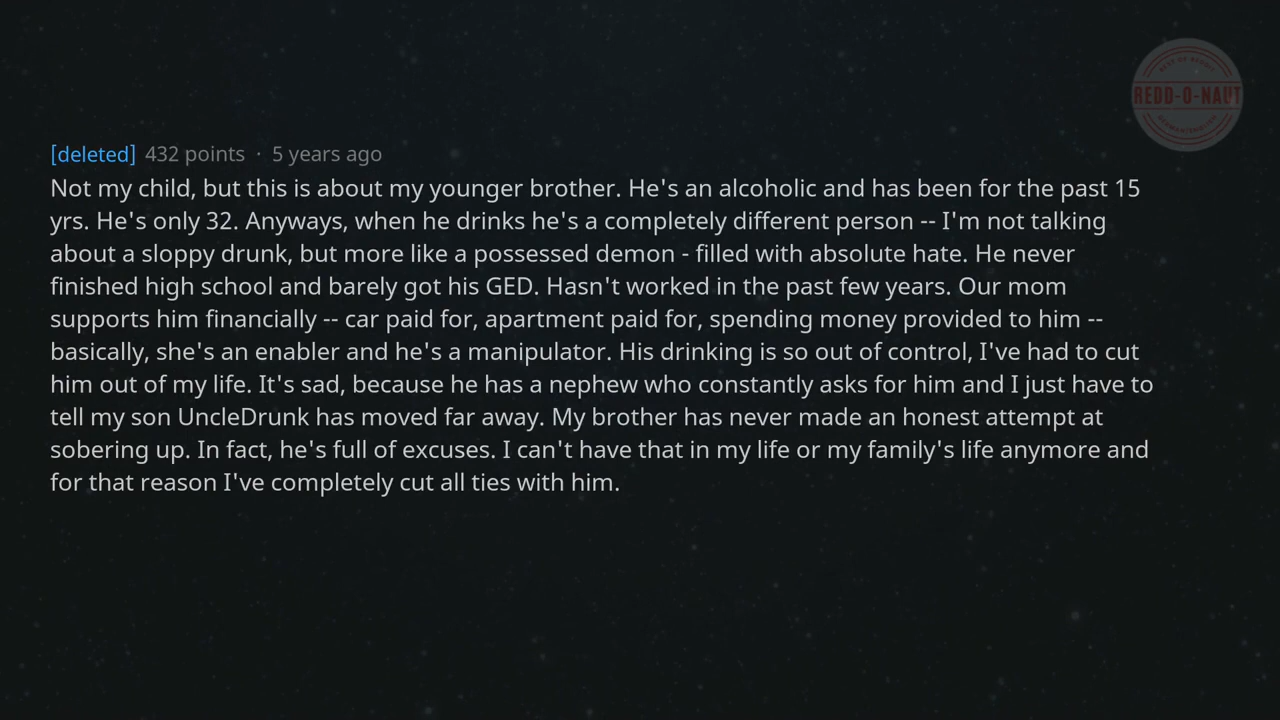 REDD-O-NAUT
[deleted] 432 points · 5 years ago
Not my child, but this is about my younger brother. He's an alcoholic and has been for the past 15
yrs. He's only 32. Anyways, when he drinks he's a completely different person -- I'm not talking
about a sloppy drunk, but more like a possessed demon - filled with absolute hate. He never
finished high school and barely got his GED. Hasn't worked in the past few years. Our mom
supports him financially -- car paid for, apartment paid for, spending money provided to him --
basically, she's an enabler and he's a manipulator. His drinking is so out of control, I've had to cut
him out of my life. It's sad, because he has a nephew who constantly asks for him and I just have to
tell my son UncleDrunk has moved far away. My brother has never made an honest attempt at
sobering up. In fact, he's full of excuses. I can't have that in my life or my family's life anymore and
for that reason I've completely cut all ties with him.